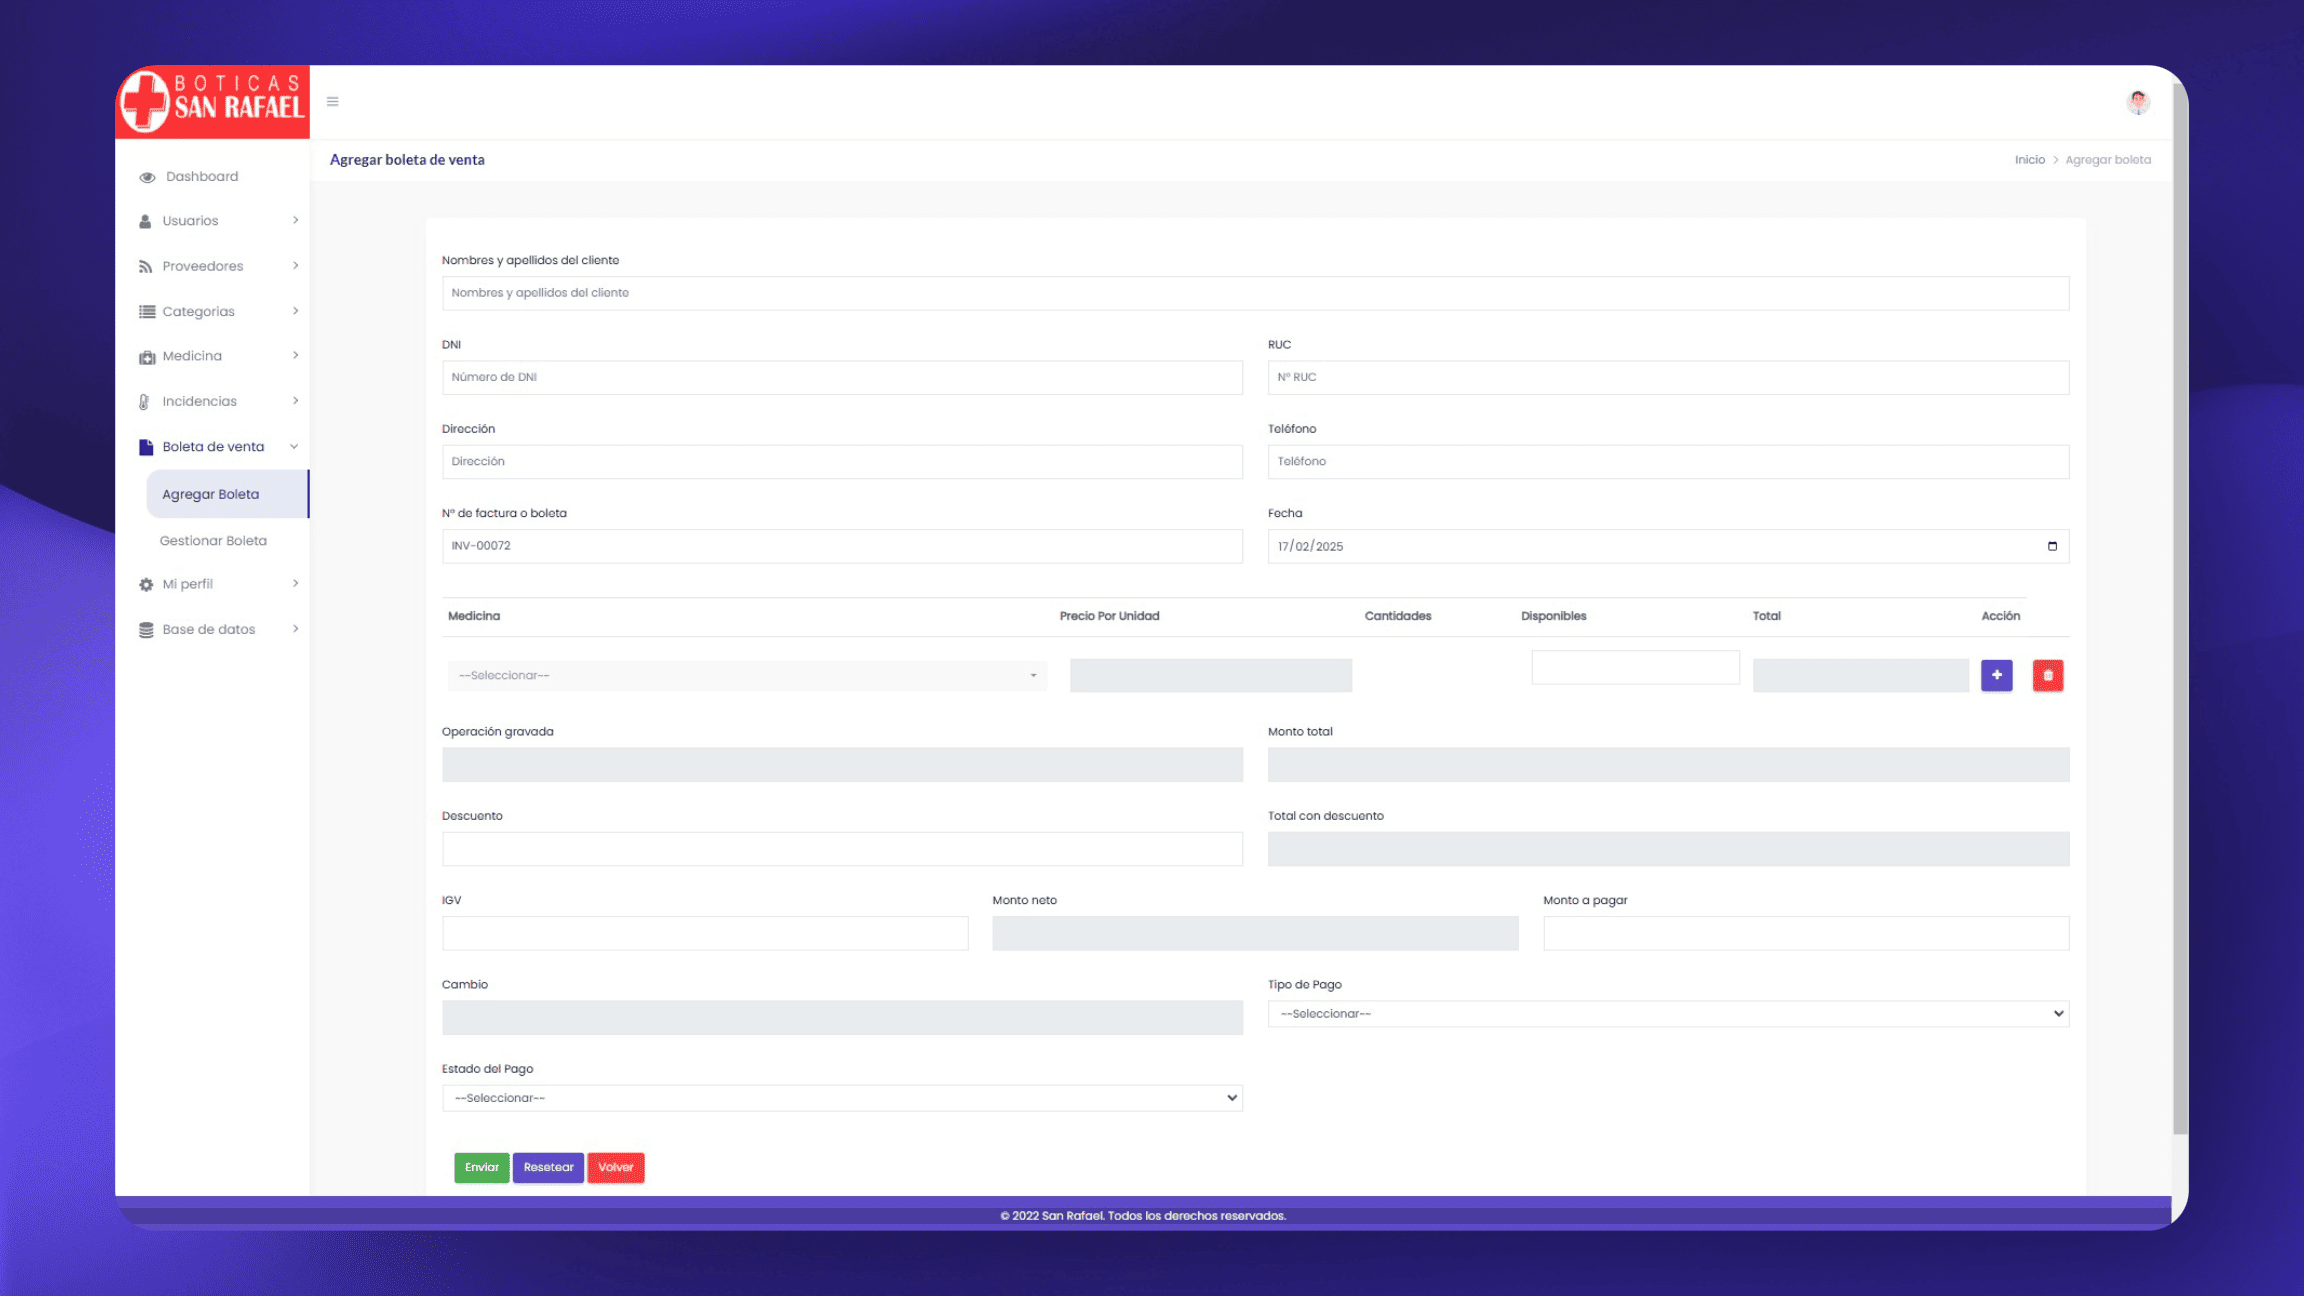 BOTICAS
SAN RAFAEL
Agregar boleta de venta
Inicio > Agregar boleta
Dashboard
Usuarios
Proveedores
Categorias
Medicina
Incidencias
Boleta de venta
Agregar Boleta
Gestionar Boleta
Mi perfil
Base de datos
Nombres y apellidos del cliente
Nombres y apellidos del cliente
DNI RUC
Número de DNI Nº RUC
Dirección Teléfono
Dirección Teléfono
Nº de factura o boleta Fecha
INV-00072 17/02/2025
Medicina Precio Por Unidad Cantidades Disponibles Total Acción
--Seleccionar--
Operación gravada Monto total
Descuento Total con descuento
IGV Monto neto Monto a pagar
Cambio Tipo de Pago
--Seleccionar--
Estado del Pago
--Seleccionar--
Enviar Resetear Volver
© 2022 San Rafael. Todos los derechos reservados.